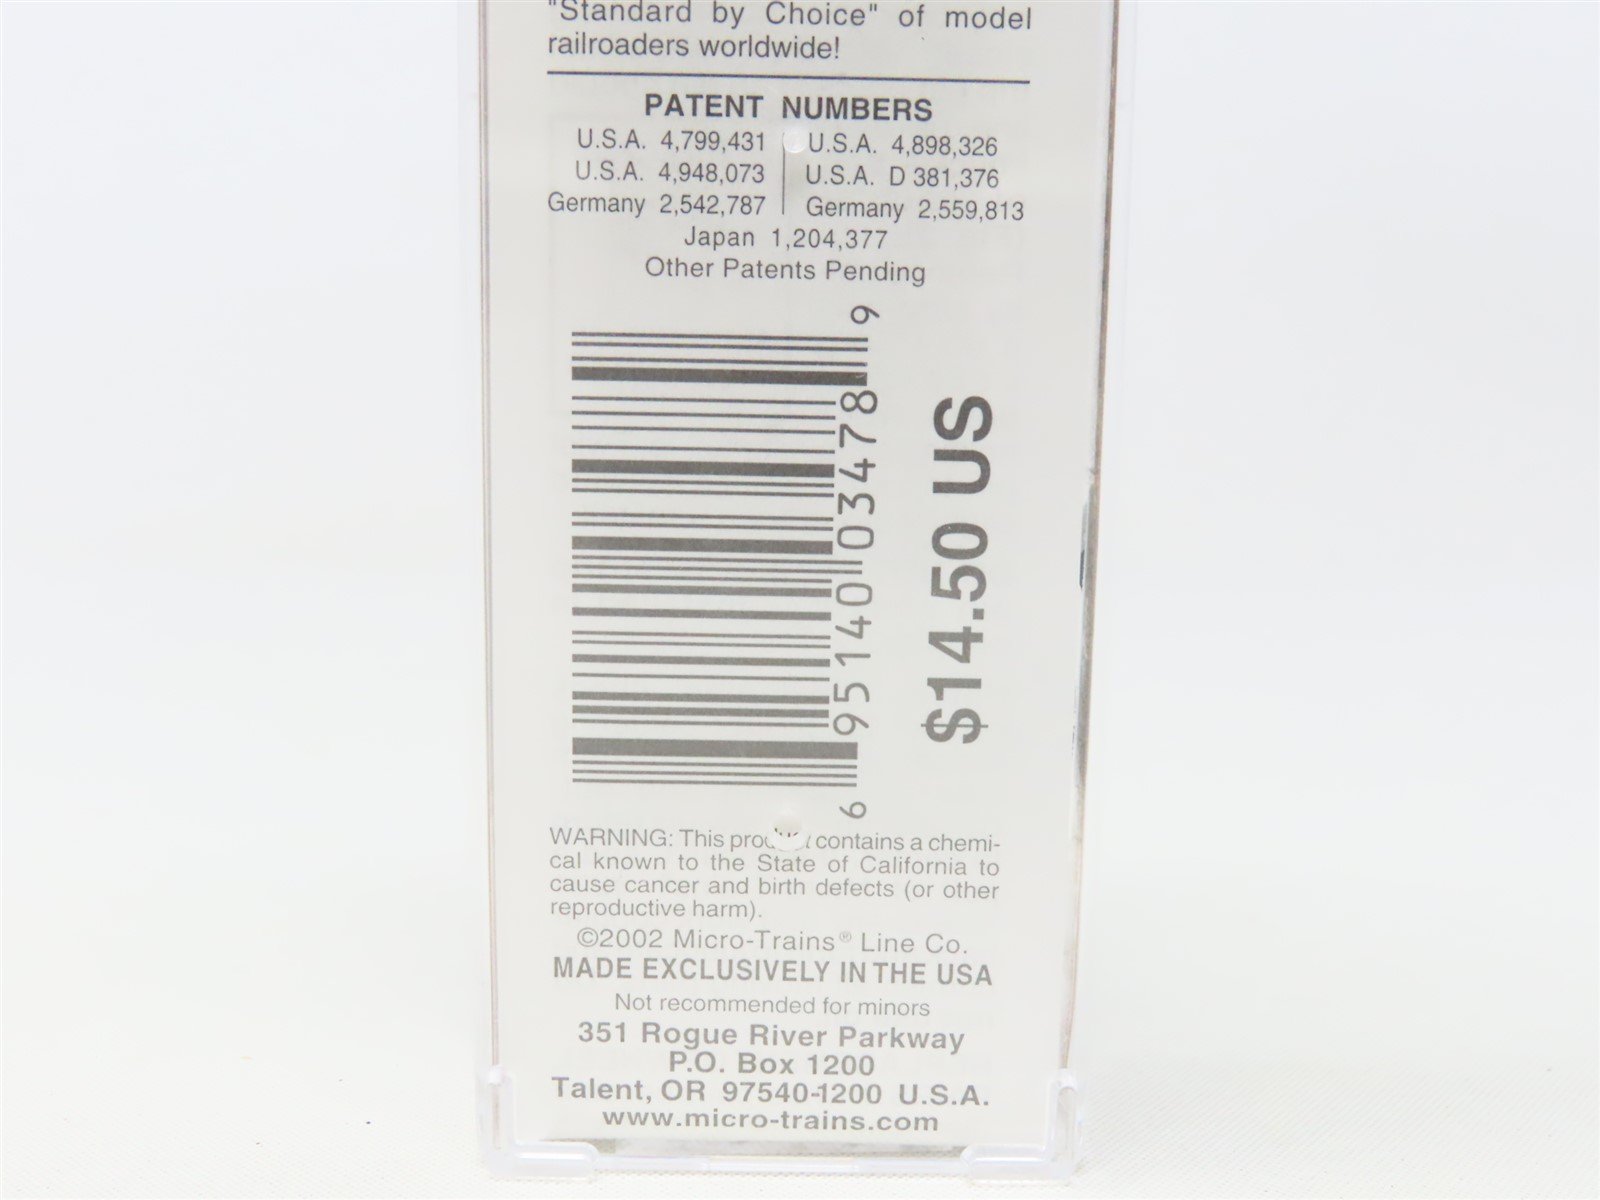 "Standard by Choice" of model
railroaders worldwide!
PATENT NUMBERS
U.S.A. 4,799,431 U.S.A. 4,898,326
U.S.A. 4,948,073 U.S.A. D 381,376
Germany 2,542,787 Germany 2,559,813
Japan 1,204,377
Other Patents Pending
6 95140 03478 9
$14.50 US
WARNING: This product contains a chemi-
cal known to the State of California to
cause cancer and birth defects (or other
reproductive harm).
©2002 Micro-Trains® Line Co.
MADE EXCLUSIVELY IN THE USA
Not recommended for minors
351 Rogue River Parkway
P.O. Box 1200
Talent, OR 97540-1200 U.S.A.
www.micro-trains.com